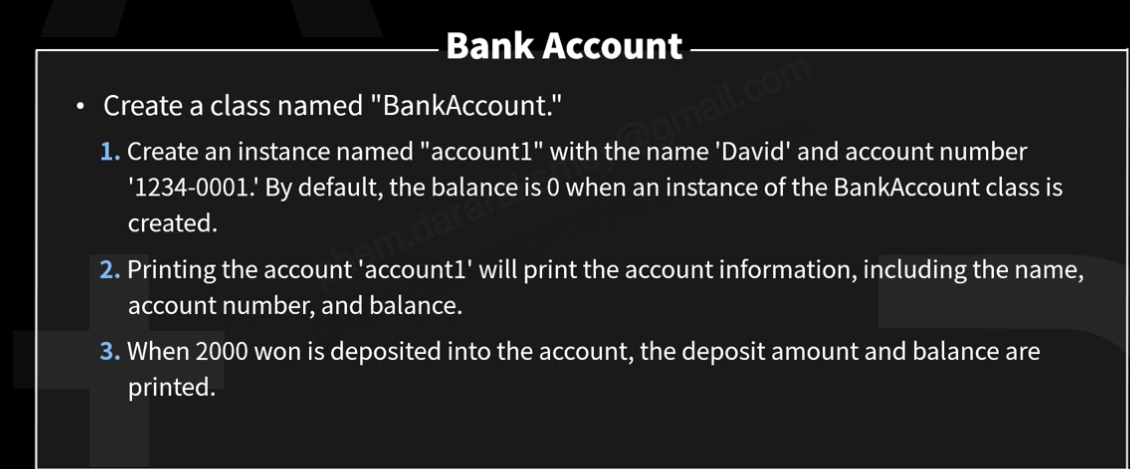 Bank Account
• Create a class named "BankAccount."
1. Create an instance named "account1" with the name 'David' and account number
'1234-0001.' By default, the balance is 0 when an instance of the BankAccount class is
created.
2. Printing the account 'account1' will print the account information, including the name,
account number, and balance.
3. When 2000 won is deposited into the account, the deposit amount and balance are
printed.